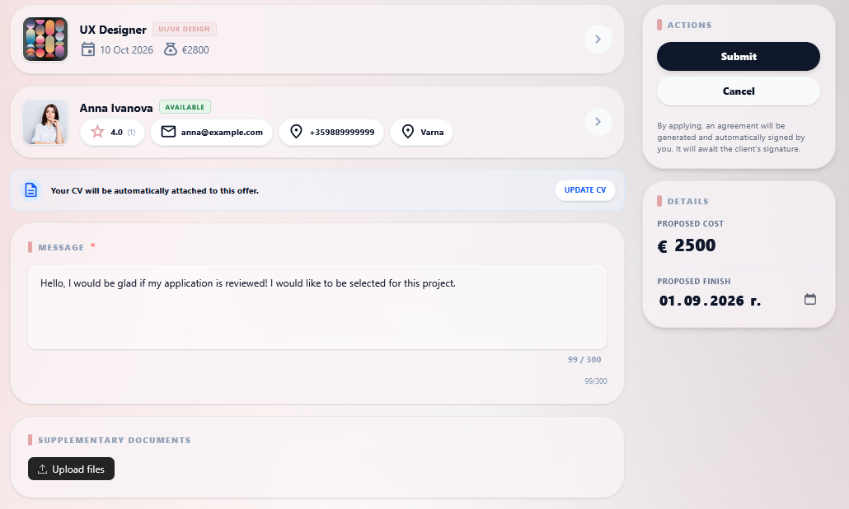 UX Designer UI/UX DESIGN
10 Oct 2026 €2800
Anna Ivanova AVAILABLE
4.0 (1) anna@example.com +359889999999 Varna
Your CV will be automatically attached to this offer. UPDATE CV
MESSAGE *
Hello, I would be glad if my application is reviewed! I would like to be selected for this project.
99 / 300
99/300
SUPPLEMENTARY DOCUMENTS
Upload files
ACTIONS
Submit
Cancel
By applying, an agreement will be
generated and automatically signed by
you. It will await the client's signature.
DETAILS
PROPOSED COST
€ 2500
PROPOSED FINISH
01.09.2026 г.